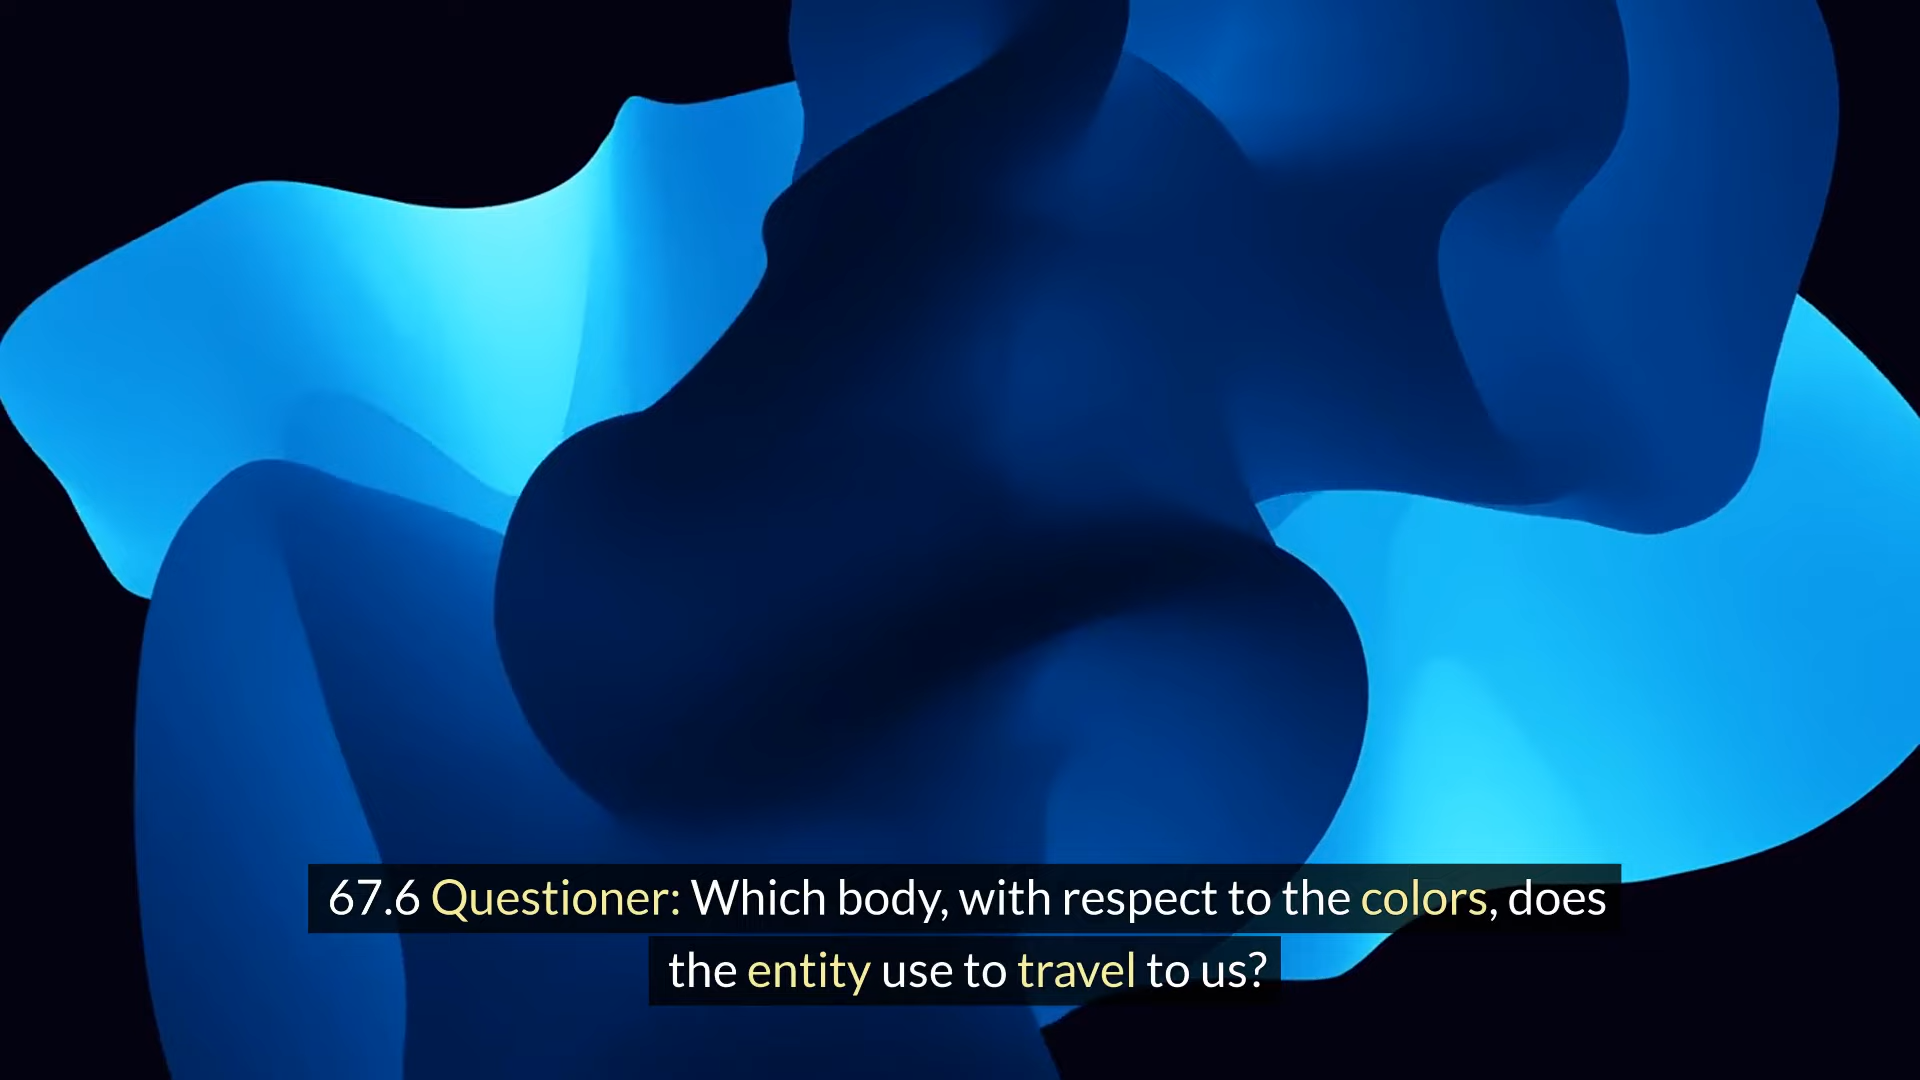 67.6 Questioner: Which body, with respect to the colors, does
the entity use to travel to us?